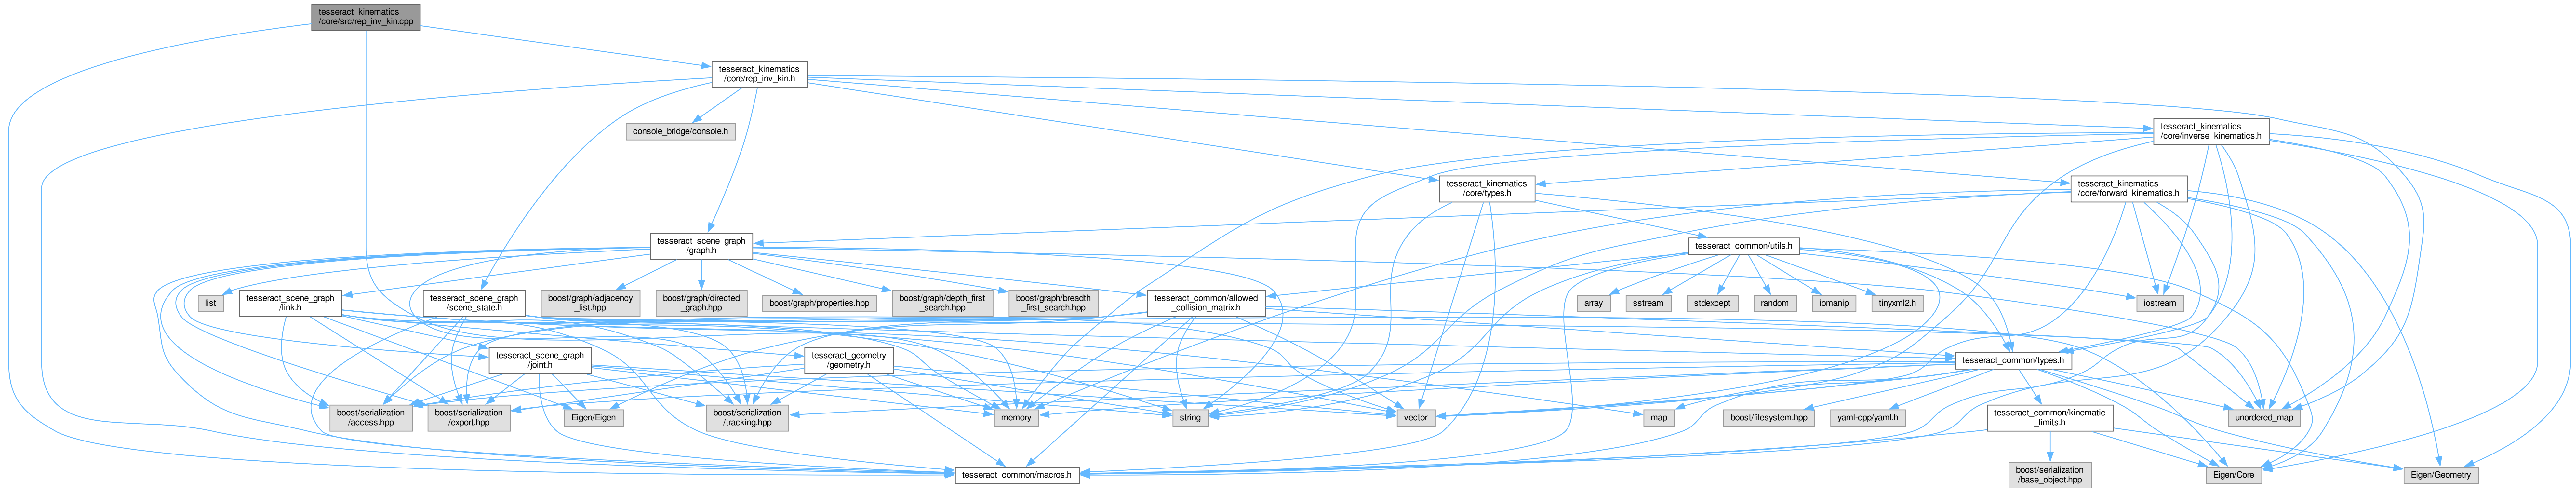 tesseract_kinematics
/core/src/rep_inv_kin.cpp
tesseract_kinematics
/core/rep_inv_kin.h
console_bridge/console.h
tesseract_kinematics
/core/inverse_kinematics.h
tesseract_kinematics
/core/types.h
tesseract_kinematics
/core/forward_kinematics.h
tesseract_scene_graph
/graph.h
tesseract_common/utils.h
list
tesseract_scene_graph
/link.h
tesseract_scene_graph
/scene_state.h
boost/graph/adjacency
_list.hpp
boost/graph/directed
_graph.hpp
boost/graph/properties.hpp
boost/graph/depth_first
_search.hpp
boost/graph/breadth
_first_search.hpp
tesseract_common/allowed
_collision_matrix.h
array
sstream
stdexcept
random
iomanip
tinyxml2.h
iostream
tesseract_scene_graph
/joint.h
tesseract_geometry
/geometry.h
tesseract_common/types.h
boost/serialization
/access.hpp
boost/serialization
/export.hpp
Eigen/Eigen
boost/serialization
/tracking.hpp
memory
string
vector
map
boost/filesystem.hpp
yaml-cpp/yaml.h
tesseract_common/kinematic
_limits.h
unordered_map
tesseract_common/macros.h
boost/serialization
/base_object.hpp
Eigen/Core
Eigen/Geometry